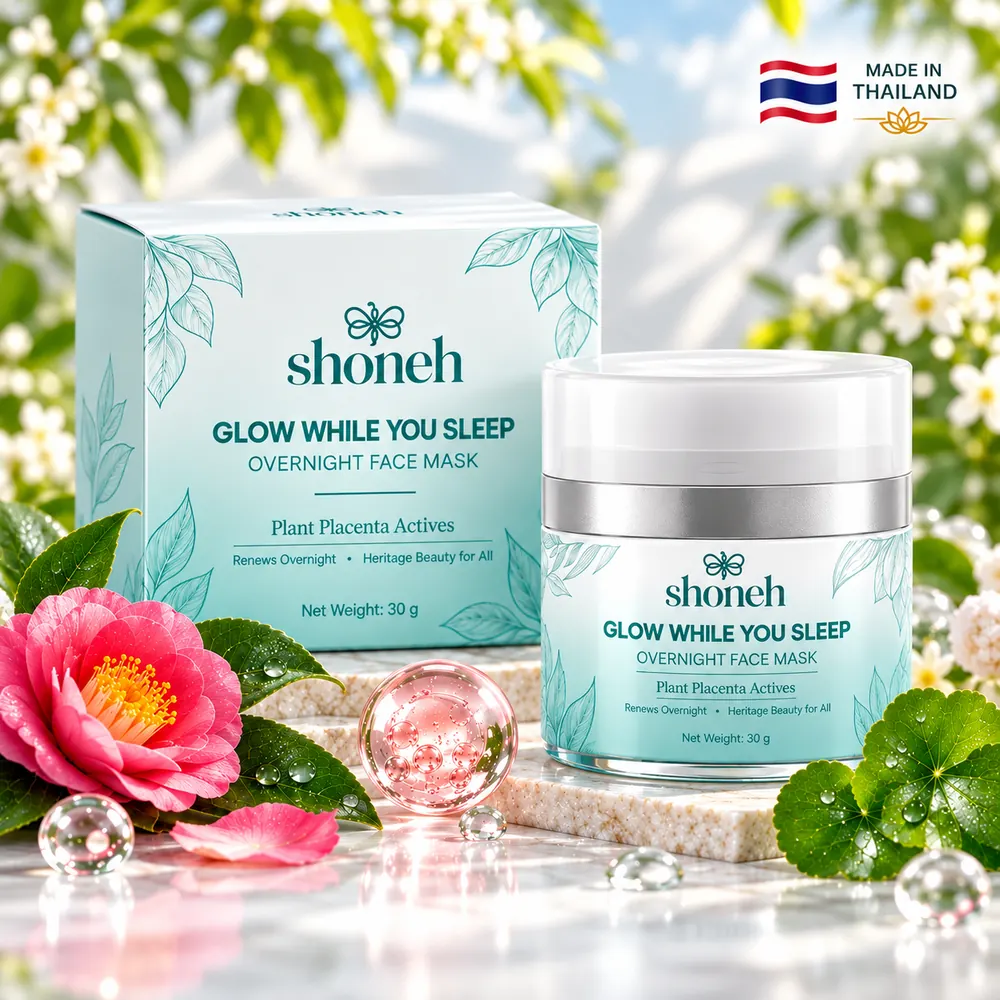 MADE IN
THAILAND
shoneh
shoneh
GLOW WHILE YOU SLEEP
OVERNIGHT FACE MASK
Plant Placenta Actives
Renews Overnight • Heritage Beauty for All
Net Weight: 30 g
shoneh
GLOW WHILE YOU SLEEP
OVERNIGHT FACE MASK
Plant Placenta Actives
Renews Overnight • Heritage Beauty for All
Net Weight: 30 g